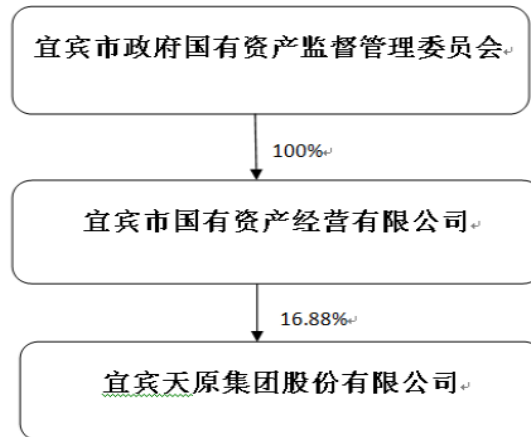 宜宾市政府国有资产监督管理委员会
100%
宜宾市国有资产经营有限公司
16.88%
宜宾天原集团股份有限公司